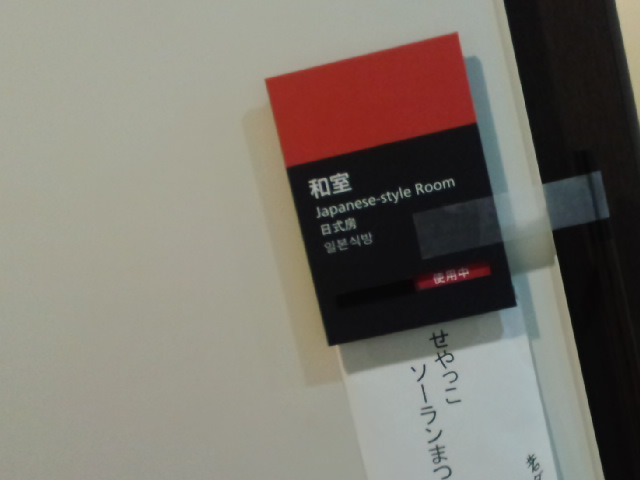 和室
Japanese-style Room
日式房
일본식방
使用中
せやっこ
ソーランまつ